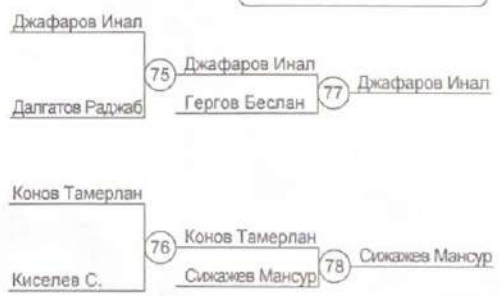 Джафаров Инал
75
Джафаров Инал
77
Джафаров Инал
Далгатов Раджаб
Гергов Беслан
Конов Тамерлан
76
Конов Тамерлан
78
Сижажев Мансур
Киселев С.
Сижажев Мансур